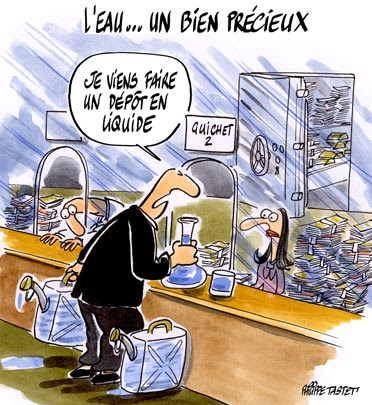 L'EAU... UN BIEN PRÉCIEUX
JE VIENS FAIRE
UN DÉPÔT EN
LIQUIDE
GUICHET
2
PHILIPPE TASTET